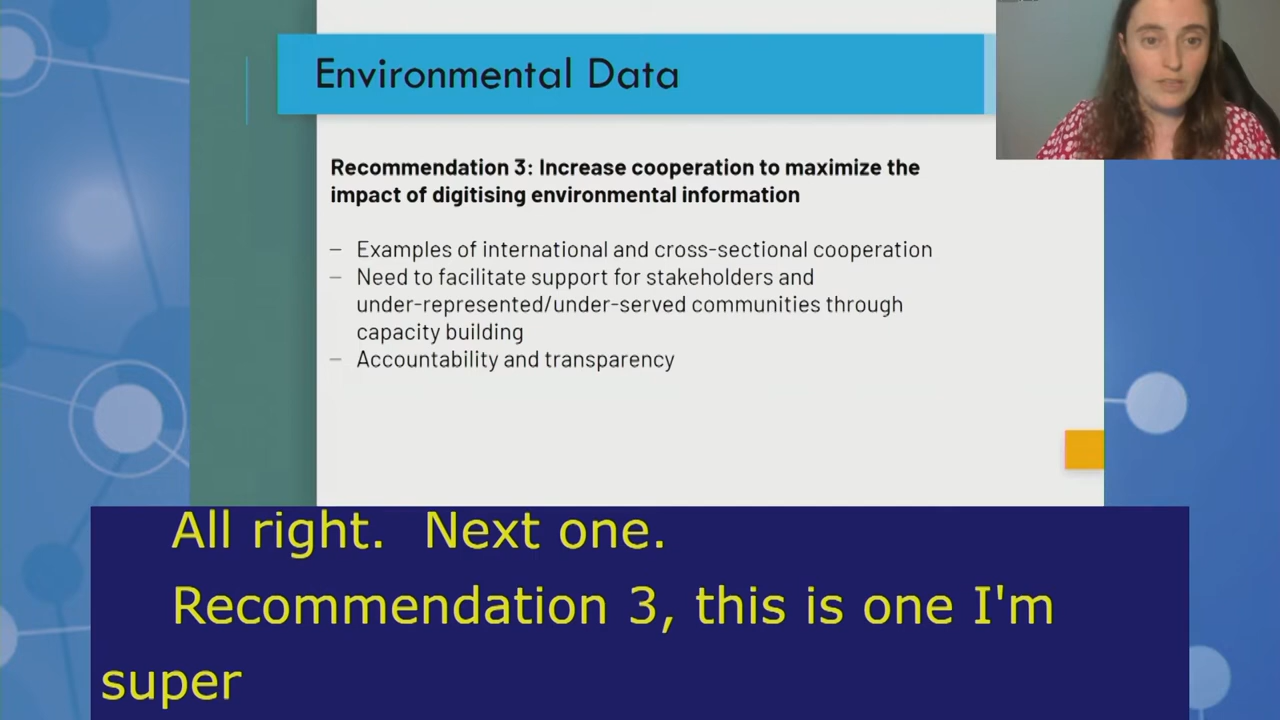 Environmental Data
Recommendation 3: Increase cooperation to maximize the
impact of digitising environmental information
– Examples of international and cross-sectional cooperation
– Need to facilitate support for stakeholders and
under-represented/under-served communities through
capacity building
– Accountability and transparency
All right.  Next one.
Recommendation 3, this is one I'm
super